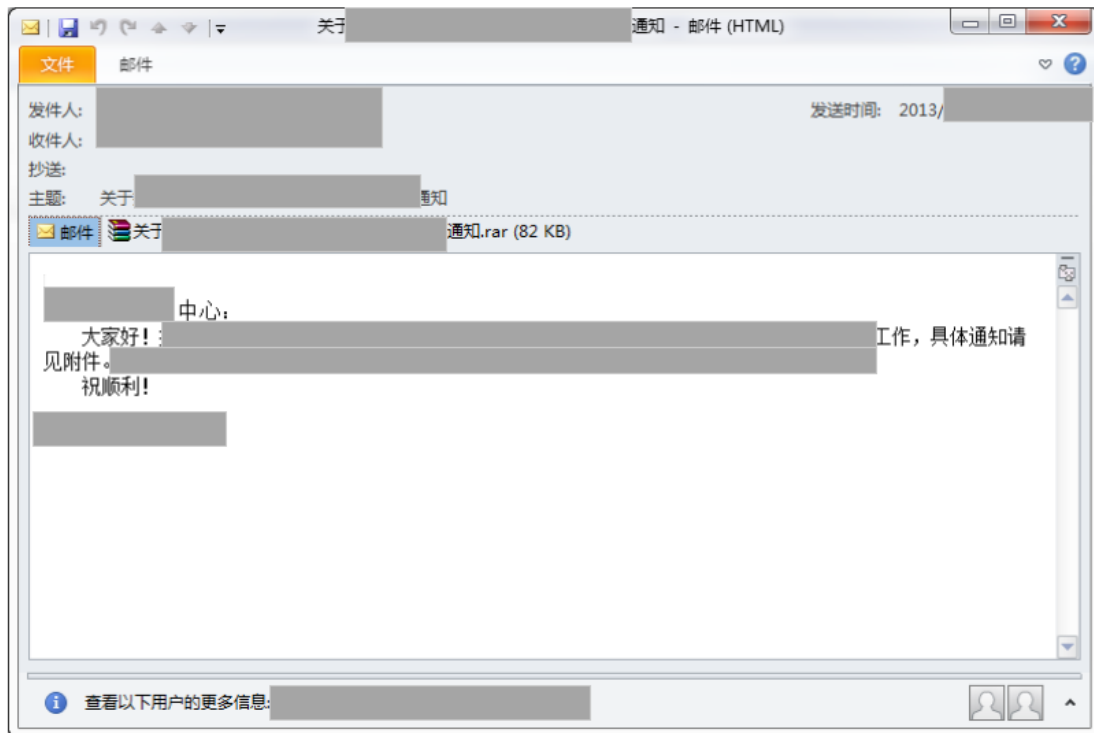 关于 通知 - 邮件 (HTML)
文件 邮件
发件人: 发送时间: 2013/
收件人:
抄送:
主题: 关于 通知
邮件 关于 通知.rar (82 KB)
中心：
大家好！ 工作，具体通知请
见附件。
祝顺利！
查看以下用户的更多信息: